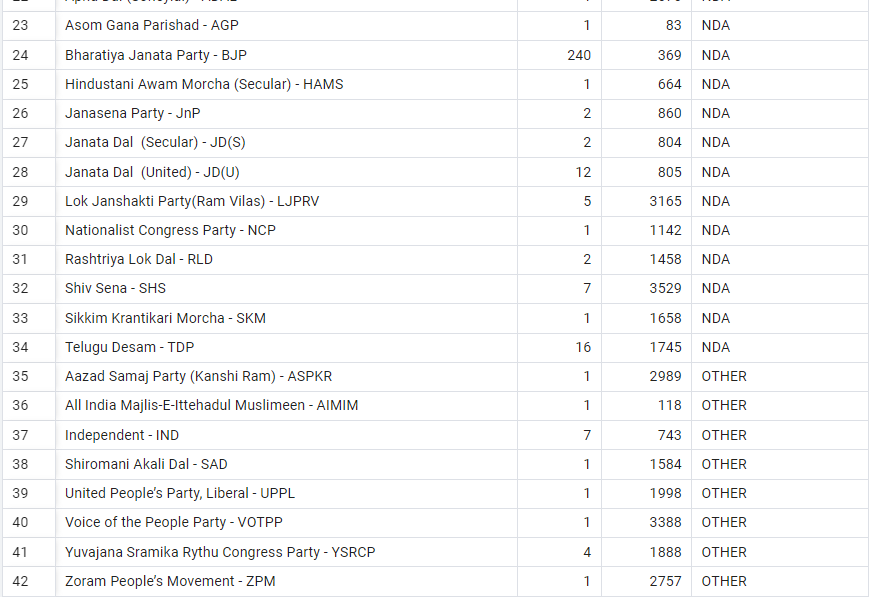 23 Asom Gana Parishad - AGP 1 83 NDA
24 Bharatiya Janata Party - BJP 240 369 NDA
25 Hindustani Awam Morcha (Secular) - HAMS 1 664 NDA
26 Janasena Party - JnP 2 860 NDA
27 Janata Dal  (Secular) - JD(S) 2 804 NDA
28 Janata Dal  (United) - JD(U) 12 805 NDA
29 Lok Janshakti Party(Ram Vilas) - LJPRV 5 3165 NDA
30 Nationalist Congress Party - NCP 1 1142 NDA
31 Rashtriya Lok Dal - RLD 2 1458 NDA
32 Shiv Sena - SHS 7 3529 NDA
33 Sikkim Krantikari Morcha - SKM 1 1658 NDA
34 Telugu Desam - TDP 16 1745 NDA
35 Aazad Samaj Party (Kanshi Ram) - ASPKR 1 2989 OTHER
36 All India Majlis-E-Ittehadul Muslimeen - AIMIM 1 118 OTHER
37 Independent - IND 7 743 OTHER
38 Shiromani Akali Dal - SAD 1 1584 OTHER
39 United People’s Party, Liberal - UPPL 1 1998 OTHER
40 Voice of the People Party - VOTPP 1 3388 OTHER
41 Yuvajana Sramika Rythu Congress Party - YSRCP 4 1888 OTHER
42 Zoram People’s Movement - ZPM 1 2757 OTHER